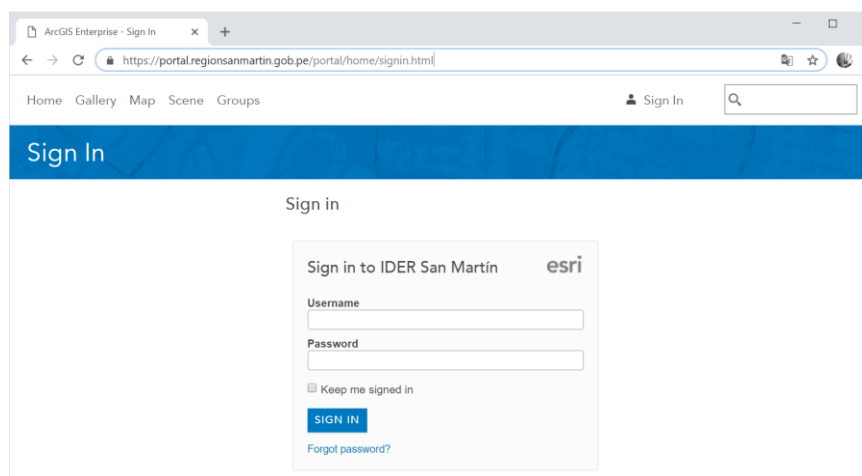 ArcGIS Enterprise - Sign In
https://portal.regionsanmartin.gob.pe/portal/home/signin.html
Home Gallery Map Scene Groups Sign In
Sign In
Sign in
Sign in to IDER San Martín esri
Username
Password
Keep me signed in
SIGN IN
Forgot password?